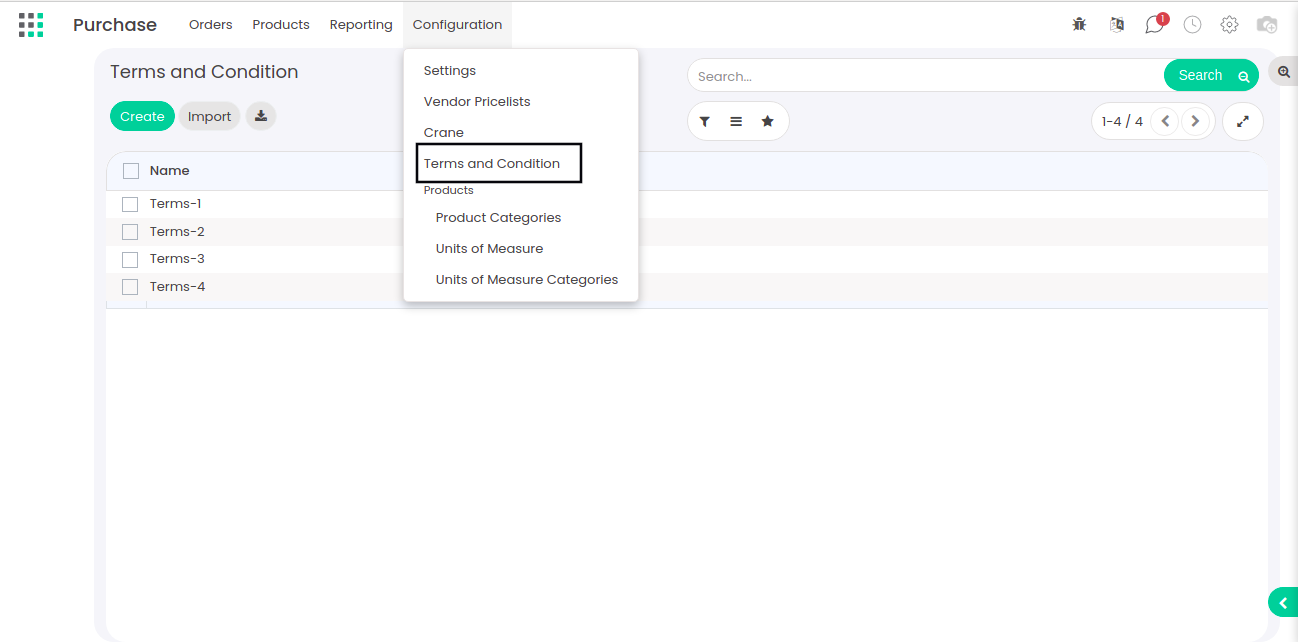 Purchase Orders Products Reporting Configuration 1
Terms and Condition
Search...
Search
Create Import
1-4 / 4
Settings
Vendor Pricelists
Crane
Terms and Condition
Products
Product Categories
Units of Measure
Units of Measure Categories
Name
Terms-1
Terms-2
Terms-3
Terms-4